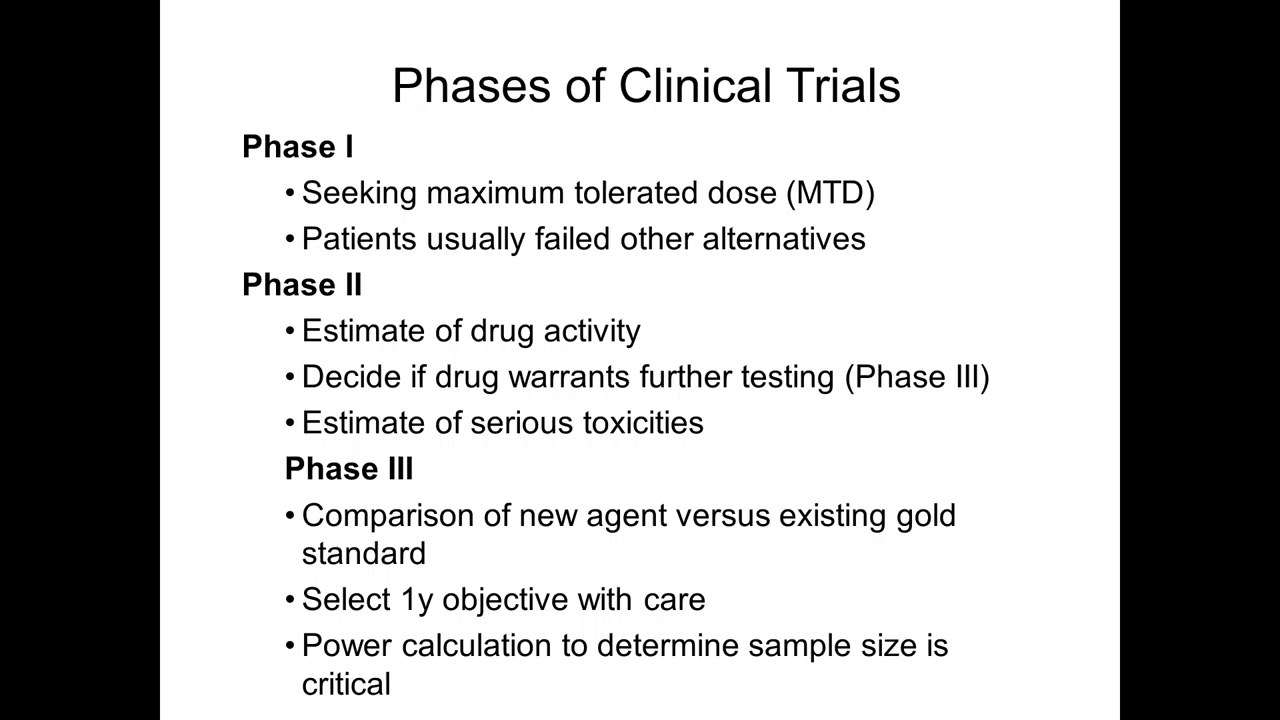 Phases of Clinical Trials
Phase I
• Seeking maximum tolerated dose (MTD)
• Patients usually failed other alternatives
Phase II
• Estimate of drug activity
• Decide if drug warrants further testing (Phase III)
• Estimate of serious toxicities
Phase III
• Comparison of new agent versus existing gold
standard
• Select 1y objective with care
• Power calculation to determine sample size is
critical